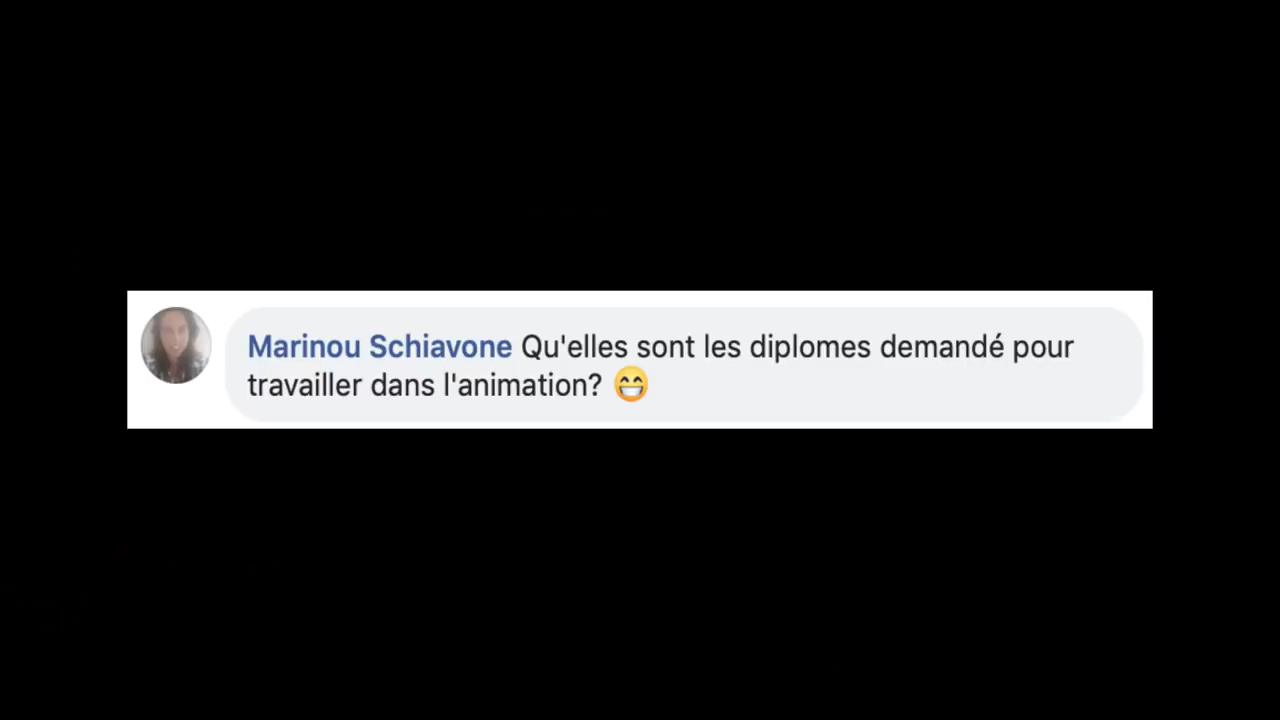 Marinou Schiavone Qu'elles sont les diplomes demandé pour
travailler dans l'animation? 😁